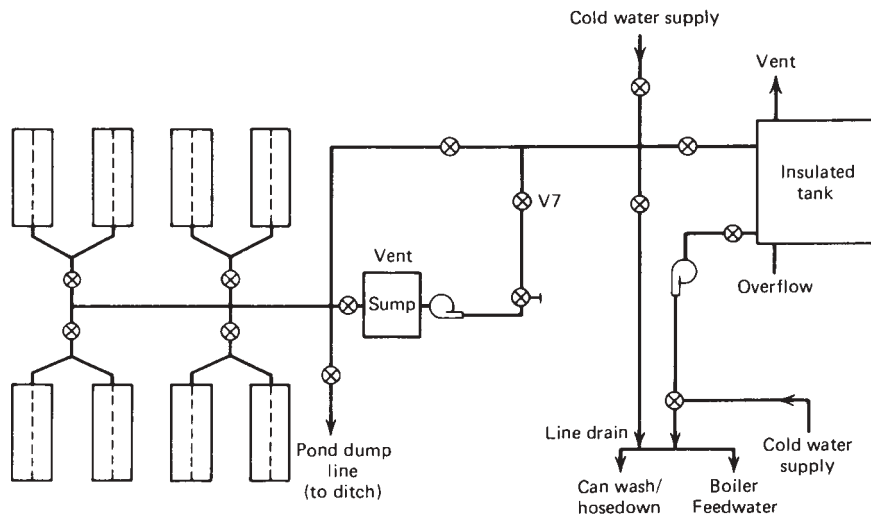 Cold water supply
Vent
Insulated
tank
V7
Vent
Sump
Overflow
Pond dump
line
(to ditch)
Line drain
Cold water
supply
Can wash/
hosedown
Boiler
Feedwater